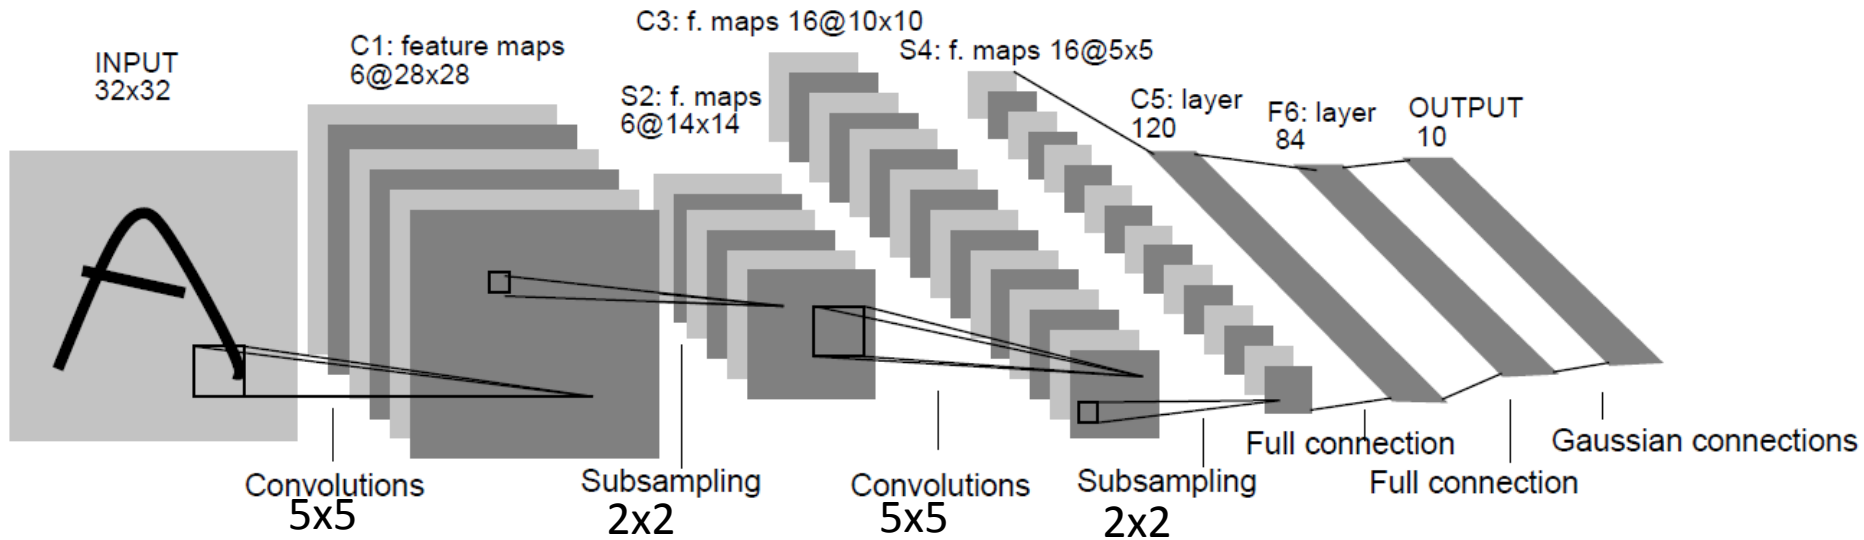 INPUT
32x32
C1: feature maps
6@28x28
S2: f. maps
6@14x14
C3: f. maps 16@10x10
S4: f. maps 16@5x5
C5: layer
120
F6: layer
84
OUTPUT
10
Convolutions
5x5
Subsampling
2x2
Convolutions
5x5
Subsampling
2x2
Full connection
Full connection
Gaussian connections
A